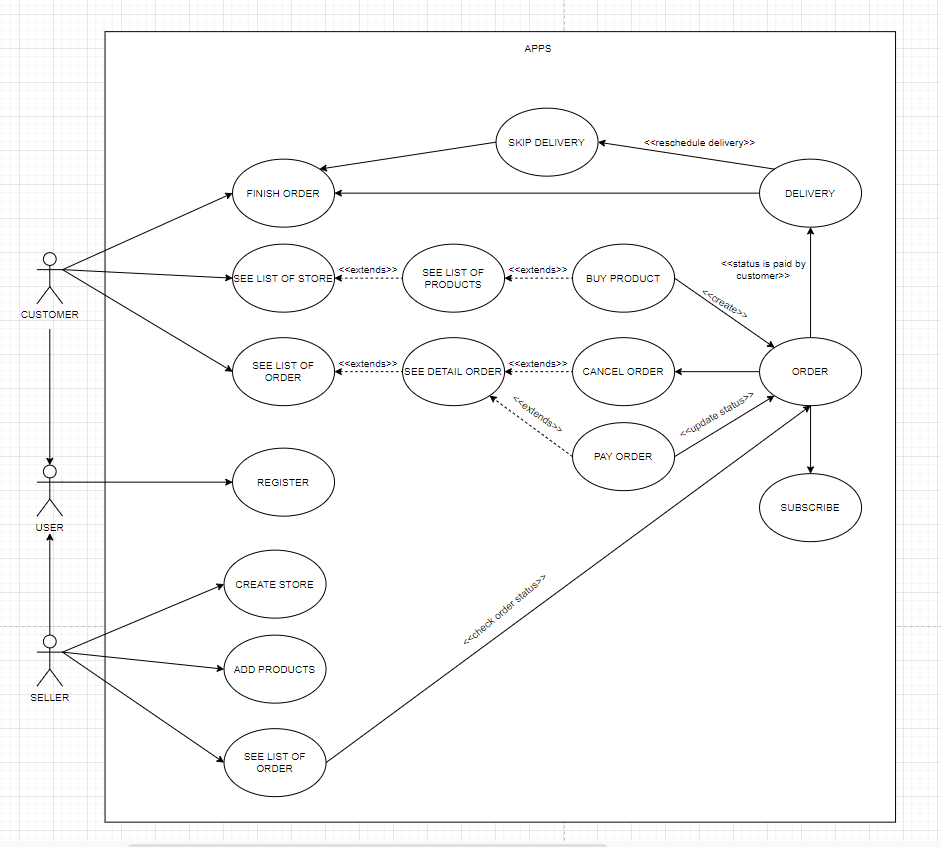 APPS
SKIP DELIVERY
<<reschedule delivery>>
FINISH ORDER
DELIVERY
CUSTOMER
SEE LIST OF STORE
<<extends>>
SEE LIST OF
PRODUCTS
<<extends>>
BUY PRODUCT
<<status is paid by
customer>>
<<create>>
SEE LIST OF
ORDER
<<extends>>
SEE DETAIL ORDER
<<extends>>
CANCEL ORDER
ORDER
<<extends>>
<<update status>>
PAY ORDER
USER
REGISTER
SUBSCRIBE
CREATE STORE
<<check order status>>
SELLER
ADD PRODUCTS
SEE LIST OF
ORDER